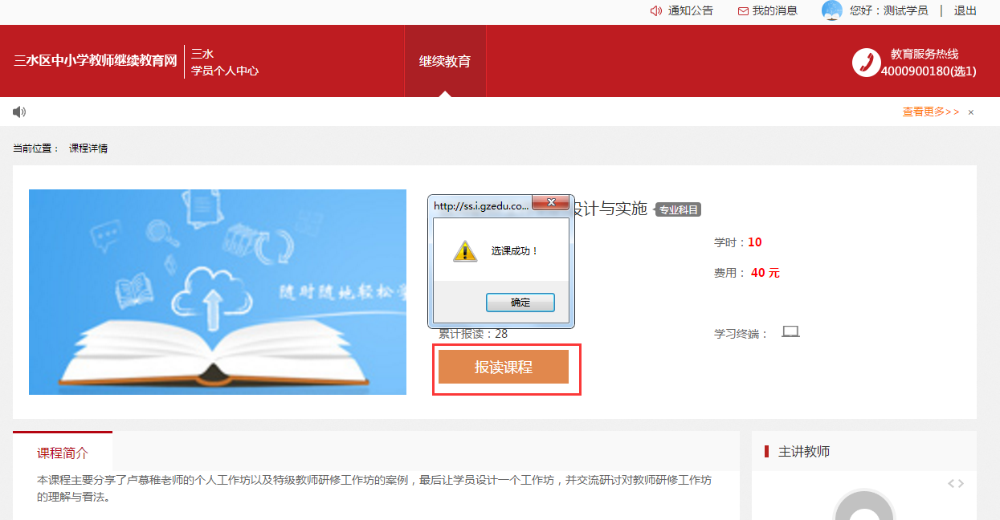 通知公告 我的消息 您好：测试学员 | 退出
三水区中小学教师继续教育网
三水
学员个人中心
继续教育
教育服务热线
4000900180(选1)
查看更多>> ×
当前位置： 课程详情
随时随地轻松学
http://ss.i.gzedu.co...
设计与实施 专业科目
选课成功！
确定
学时：10
费用： 40 元
累计报读：28
学习终端：
报读课程
课程简介
本课程主要分享了卢慕稚老师的个人工作坊以及特级教师研修工作坊的案例，最后让学员设计一个工作坊，并交流研讨对教师研修工作坊
的理解与看法。
主讲教师